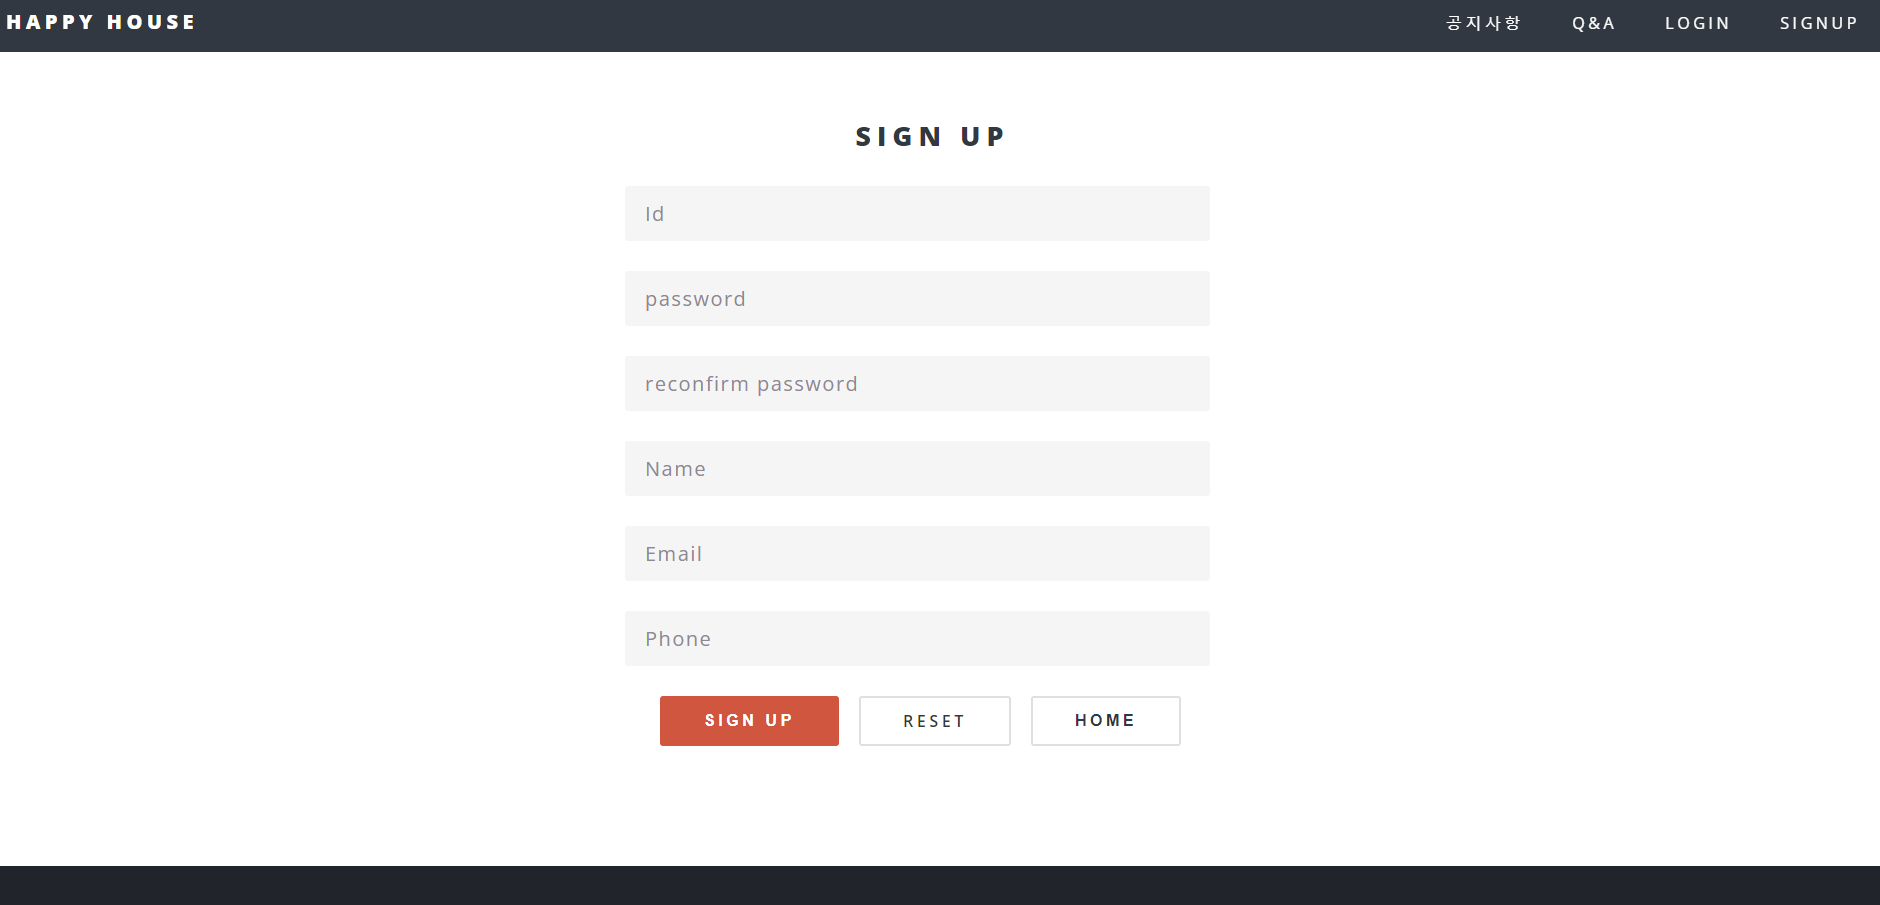 HAPPY HOUSE 공지사항 Q&A LOGIN SIGNUP
SIGN UP
Id
password
reconfirm password
Name
Email
Phone
SIGN UP RESET HOME